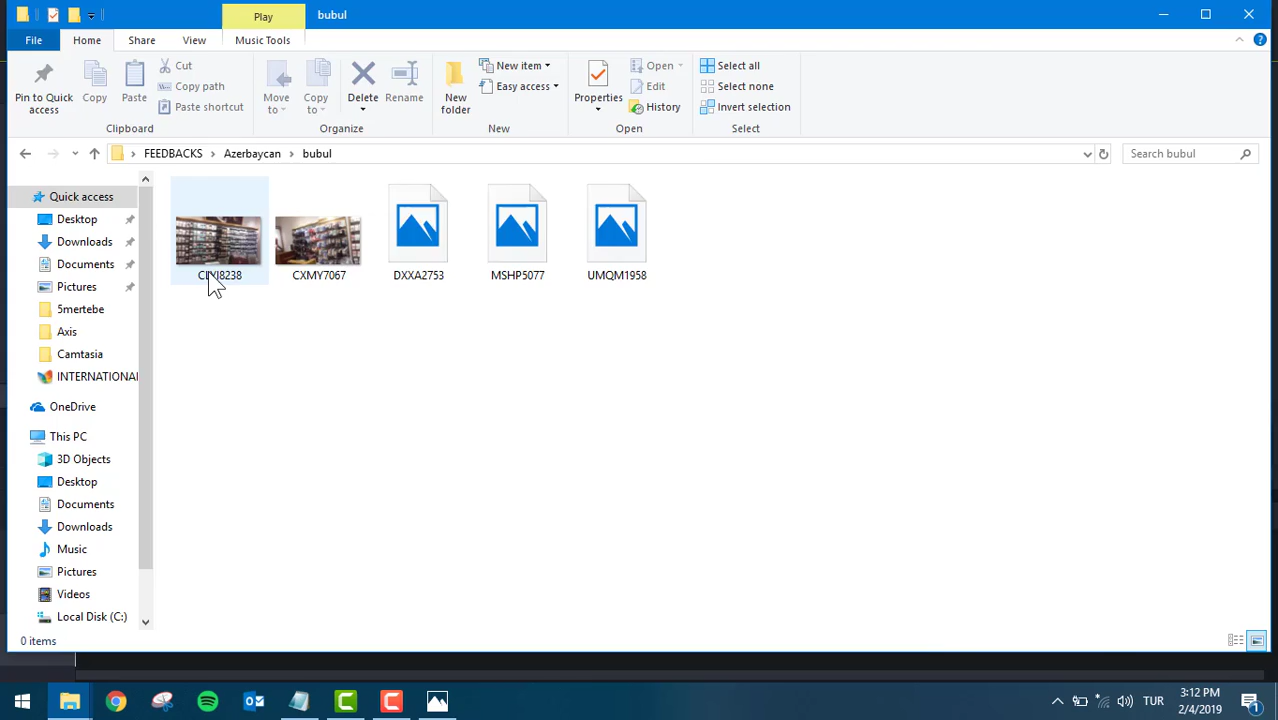 Play
bubul
File
Home
Share
View
Music Tools
Pin to Quick access
Copy
Paste
Cut
Copy path
Paste shortcut
Clipboard
Move to
Copy to
Delete
Rename
Organize
New folder
New item
Easy access
New
Properties
Open
Edit
History
Open
Select all
Select none
Invert selection
Select
FEEDBACKS
Azerbaycan
bubul
Search bubul
Quick access
Desktop
Downloads
Documents
Pictures
5mertebe
Axis
Camtasia
INTERNATIONA
OneDrive
This PC
3D Objects
Desktop
Documents
Downloads
Music
Pictures
Videos
Local Disk (C:)
CXMY7067
DXXA2753
MSHP5077
UMQM1958
0 items
TUR
3:12 PM
2/4/2019
1